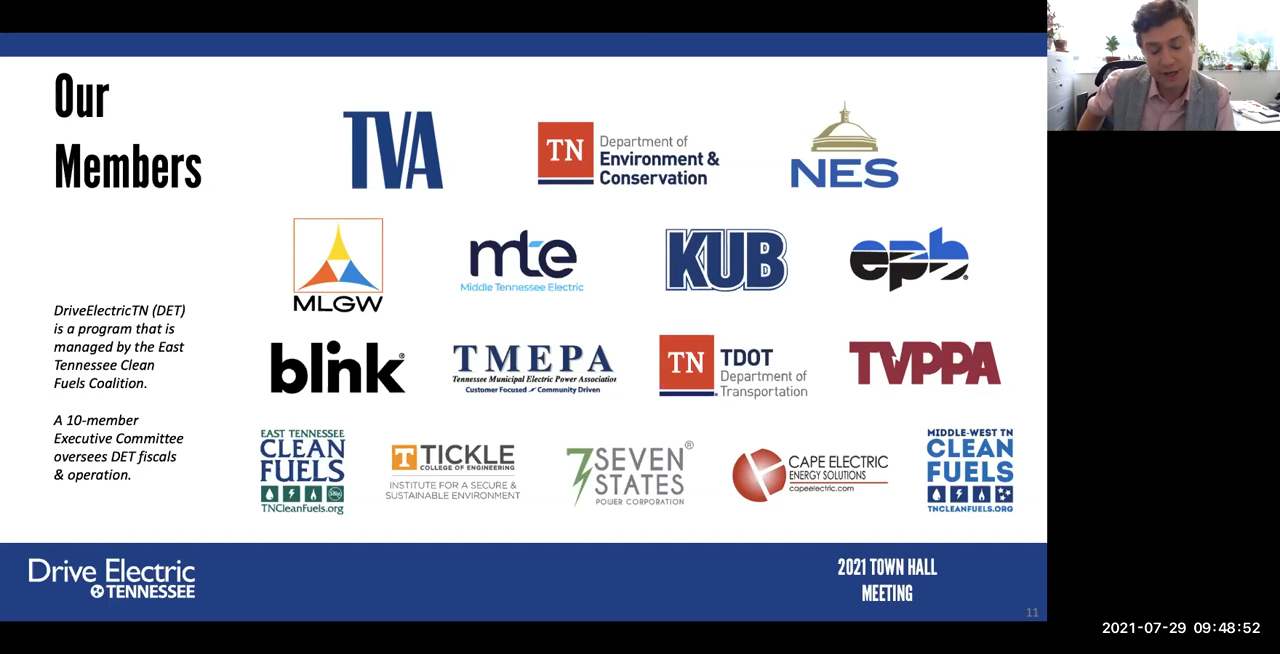 Our
Members
TVA
TN
Department of
Environment &
Conservation
NES
MLGW
mte
Middle Tennessee Electric
KUB
epb®
DriveElectricTN (DET)
is a program that is
managed by the East
Tennessee Clean
Fuels Coalition.
A 10-member
Executive Committee
oversees DET fiscals
& operation.
blink®
TMEPA
Tennessee Municipal Electric Power Association
Customer Focused Community Driven
TN
TDOT
Department of
Transportation
TVPPA
EAST TENNESSEE
CLEAN
FUELS
TNCleanFuels.org
T TICKLE
COLLEGE OF ENGINEERING
INSTITUTE FOR A SECURE &
SUSTAINABLE ENVIRONMENT
7 SEVEN ®
STATES
POWER CORPORATION
CAPE ELECTRIC
ENERGY SOLUTIONS
capeelectric.com
MIDDLE-WEST TN
CLEAN
FUELS
TNCLEANFUELS.ORG
Drive Electric
TENNESSEE
2021 TOWN HALL
MEETING
11
2021-07-29 09:48:52